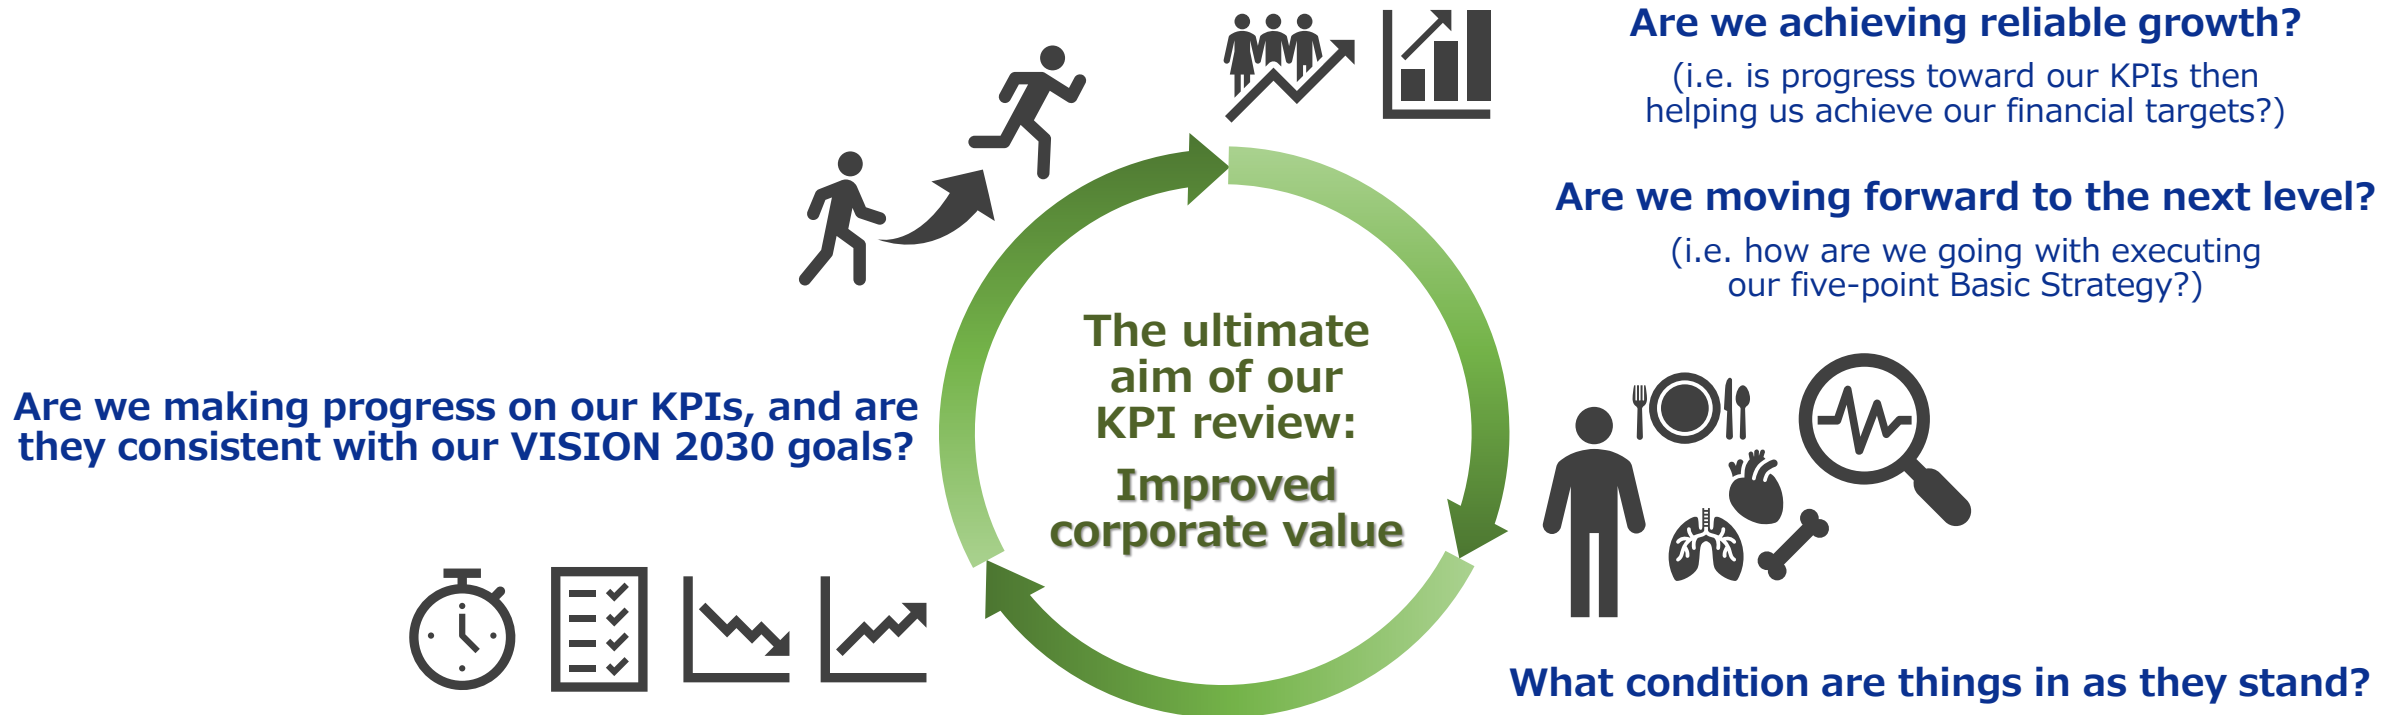 Are we achieving reliable growth?
(i.e. is progress toward our KPIs then
helping us achieve our financial targets?)
Are we moving forward to the next level?
(i.e. how are we going with executing
our five-point Basic Strategy?)
The ultimate
aim of our
KPI review:
Improved
corporate value
Are we making progress on our KPIs, and are
they consistent with our VISION 2030 goals?
What condition are things in as they stand?